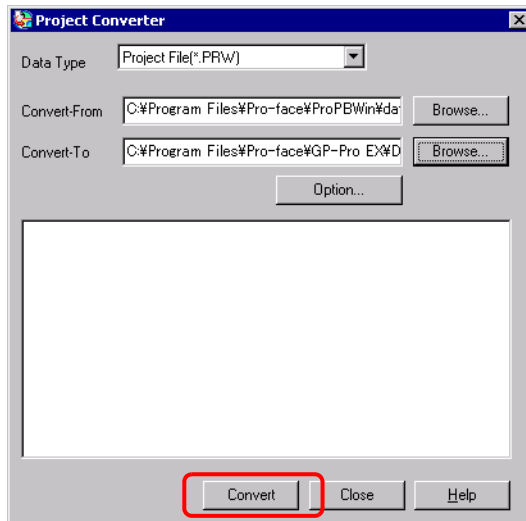 Project Converter
Data Type Project File(*.PRW)
Convert-From C:¥Program Files¥Pro-face¥ProPBWin¥da Browse...
Convert-To C:¥Program Files¥Pro-face¥GP-Pro EX¥D Browse...
Option...
Convert Close Help